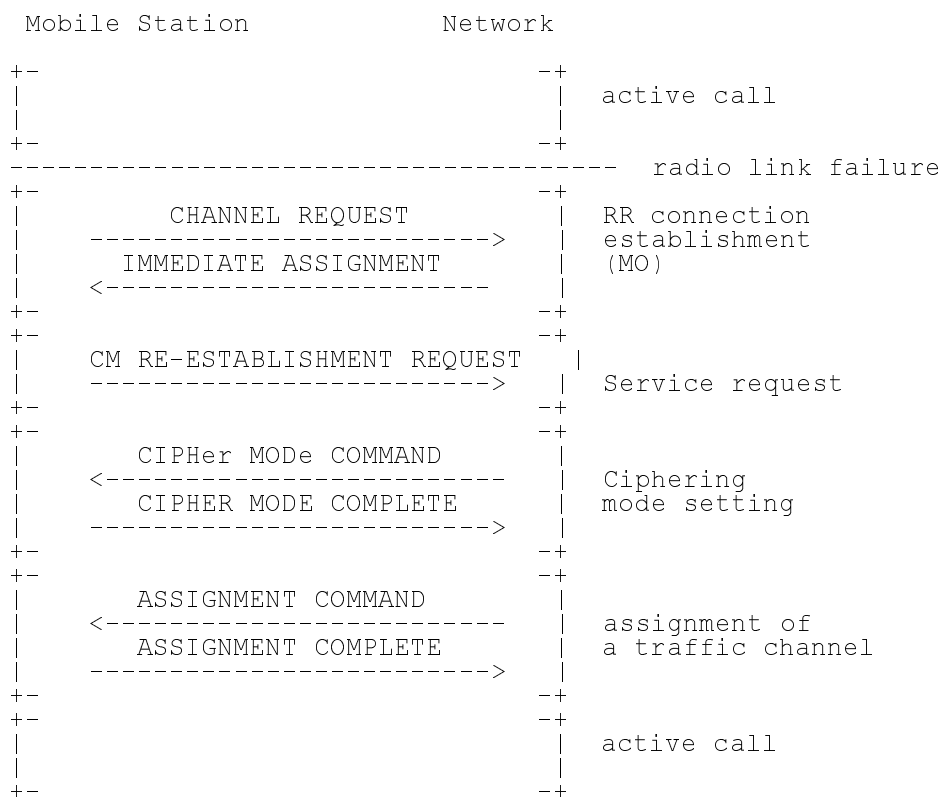 Mobile Station Network
active call
radio link failure
CHANNEL REQUEST RR connection
establishment
IMMEDIATE ASSIGNMENT (MO)
CM RE-ESTABLISHMENT REQUEST
Service request
CIPHer MODe COMMAND
Ciphering
CIPHER MODE COMPLETE mode setting
ASSIGNMENT COMMAND
assignment of
ASSIGNMENT COMPLETE a traffic channel
active call